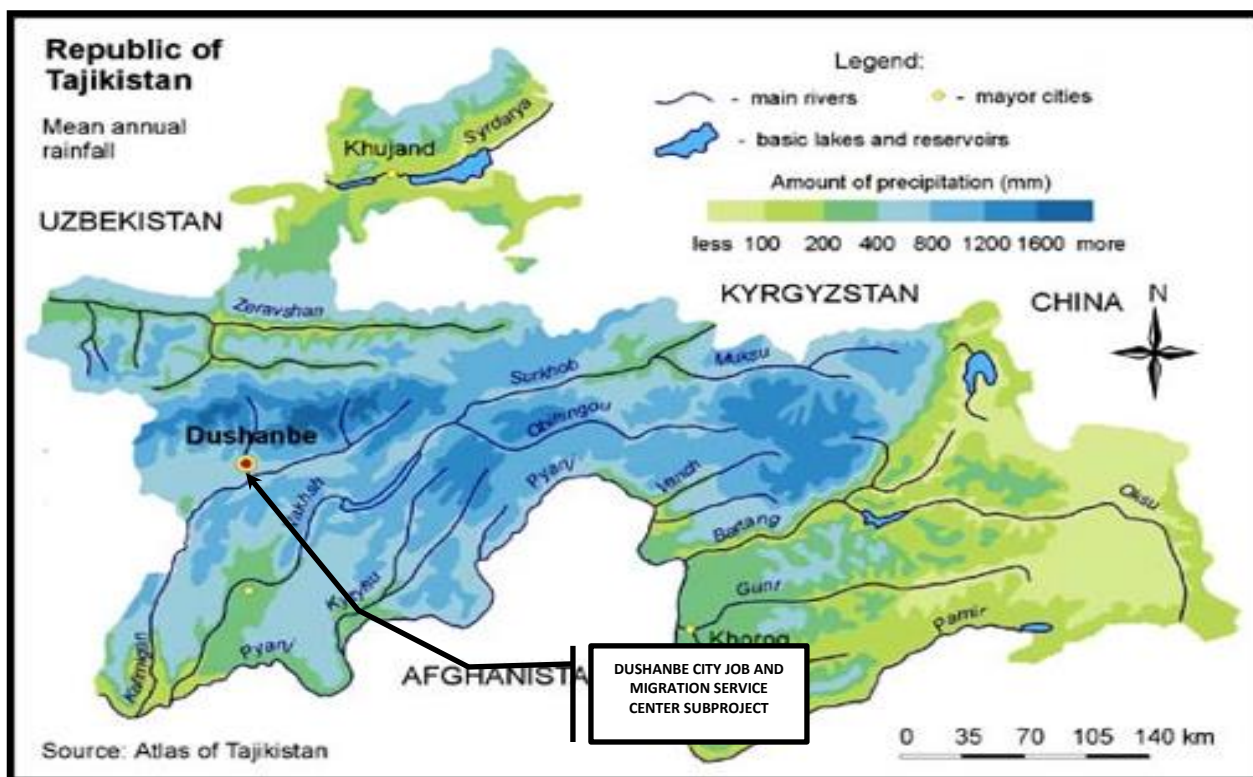 Republic of
Tajikistan
Mean annual
rainfall
Legend:
- main rivers
- mayor cities
- basic lakes and reservoirs
Amount of precipitation (mm)
less 100 200 400 800 1200 1600 more
Khujand
Syrdarya
UZBEKISTAN
KYRGYZSTAN
CHINA
N
Zeravshan
Surkhob
Muksu
Dushanbe
Obihingou
Vakhsh
Pyanj
Vanch
Bartang
Oksu
Kyzylsu
Gunt
Kafirnigan
Pyanj
Khorog
Pamir
AFGHANISTA
DUSHANBE CITY JOB AND
MIGRATION SERVICE
CENTER SUBPROJECT
Source: Atlas of Tajikistan
0 35 70 105 140 km